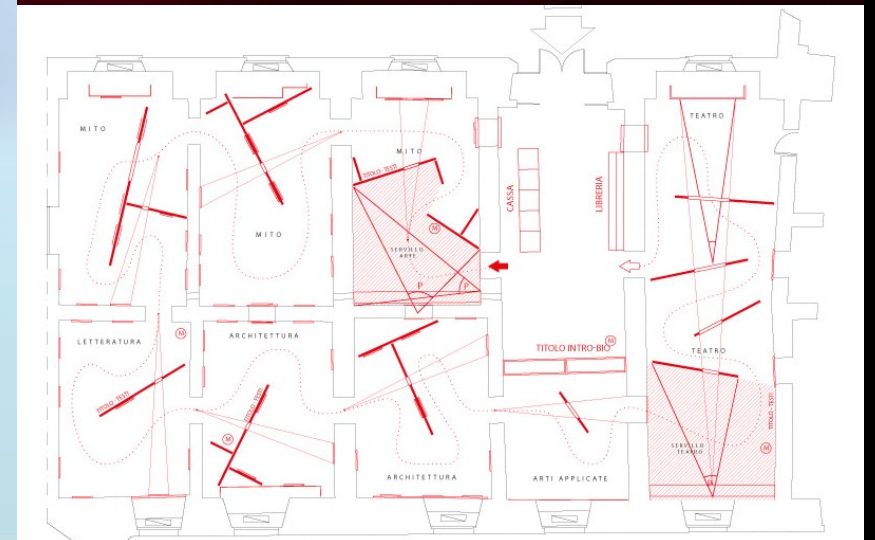 MITO
MITO
MITO
TITOLO - TESTI
M
SERVILLO
ARTE
P
P
CASSA
LIBRERIA
TEATRO
LETTERATURA
M
TITOLO - TESTI
ARCHITETTURA
TITOLO - TESTI
M
ARCHITETTURA
TITOLO INTRO-BIO
M
ARTI APPLICATE
TEATRO
TITOLO - TESTI
M
SERVILLO
TEATRO